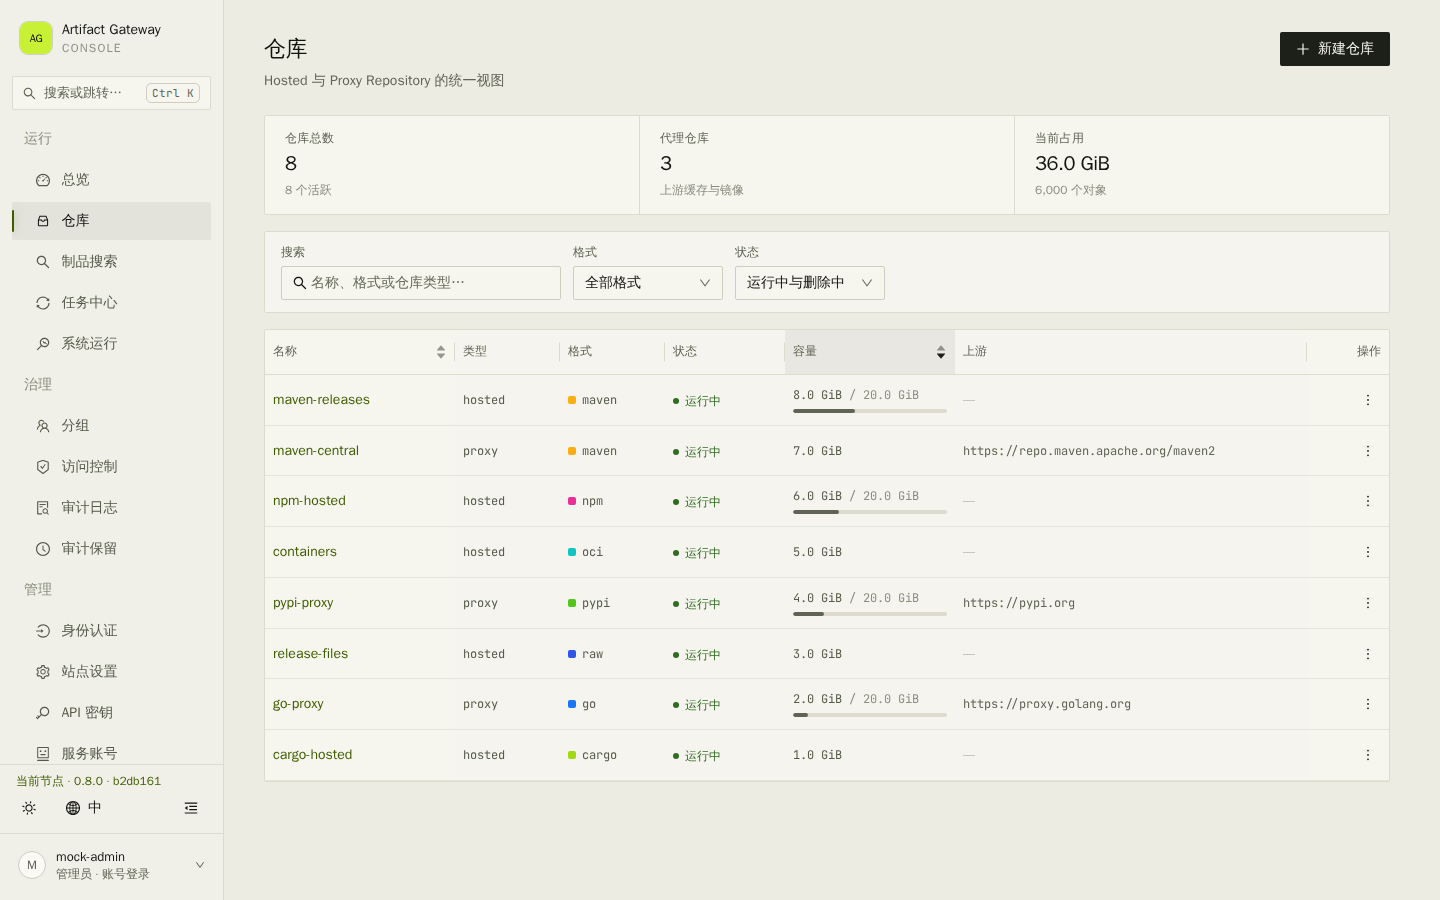 AG
Artifact Gateway
CONSOLE
搜索或跳转… Ctrl K
运行
总览
仓库
制品搜索
任务中心
系统运行
治理
分组
访问控制
审计日志
审计保留
管理
身份认证
站点设置
API 密钥
服务账号
当前节点 · 0.8.0 · b2db161
中
M
mock-admin
管理员 · 账号登录
仓库
Hosted 与 Proxy Repository 的统一视图
新建仓库
仓库总数
8
8 个活跃
代理仓库
3
上游缓存与镜像
当前占用
36.0 GiB
6,000 个对象
搜索 格式 状态
名称、格式或仓库类型… 全部格式 运行中与删除中
名称 类型 格式 状态 容量 上游 操作
maven-releases hosted maven 运行中 8.0 GiB / 20.0 GiB —
maven-central proxy maven 运行中 7.0 GiB https://repo.maven.apache.org/maven2
npm-hosted hosted npm 运行中 6.0 GiB / 20.0 GiB —
containers hosted oci 运行中 5.0 GiB —
pypi-proxy proxy pypi 运行中 4.0 GiB / 20.0 GiB https://pypi.org
release-files hosted raw 运行中 3.0 GiB —
go-proxy proxy go 运行中 2.0 GiB / 20.0 GiB https://proxy.golang.org
cargo-hosted hosted cargo 运行中 1.0 GiB —